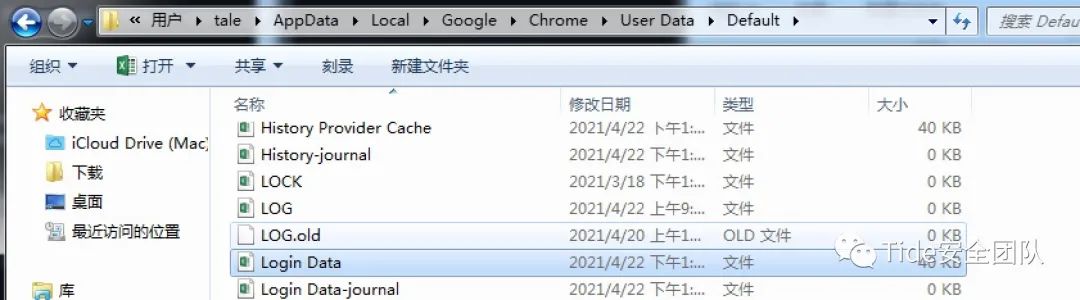 « 用户 ▸ tale ▸ AppData ▸ Local ▸ Google ▸ Chrome ▸ User Data ▸ Default ▸ 搜索 Defau
组织 打开 共享 刻录 新建文件夹
名称 修改日期 类型 大小
收藏夹
iCloud Drive (Mac)
下载
桌面
最近访问的位置
库
History Provider Cache 2021/4/22 下午1:... 文件 40 KB
History-journal 2021/4/22 下午1:... 文件 0 KB
LOCK 2021/3/18 下午1:... 文件 0 KB
LOG 2021/4/22 上午9:... 文件 0 KB
LOG.old 2021/4/20 上午1... OLD 文件 0 KB
Login Data 2021/4/22 下午1:... 文件 40 KB
Login Data-journal 2021/4/22 下午1:... 文件 0 KB
Tide安全团队